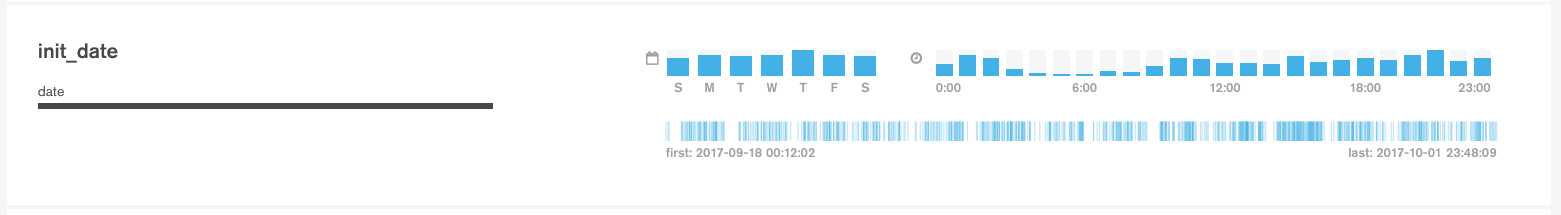 init_date
date
S M T W T F S
0:00 6:00 12:00 18:00 23:00
first: 2017-09-18 00:12:02 last: 2017-10-01 23:48:09